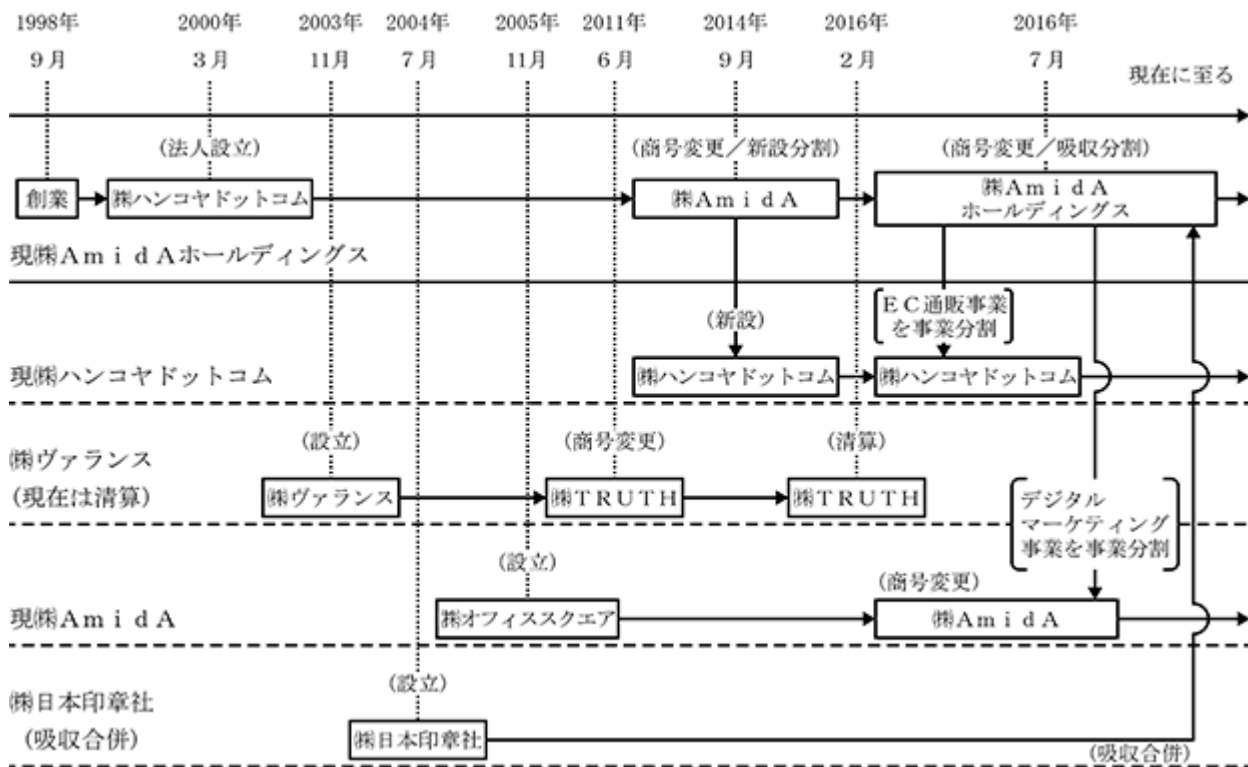 1998年
9月
2000年
3月
2003年
11月
2004年
7月
2005年
11月
2011年
6月
2014年
9月
2016年
2月
2016年
7月
現在に至る
(法人設立)
(商号変更／新設分割)
(商号変更／吸収分割)
創業
㈱ハンコヤドットコム
㈱AmidA
㈱AmidA
ホールディングス
現㈱AmidAホールディングス
(新設)
EC通販事業
を事業分割
現㈱ハンコヤドットコム
㈱ハンコヤドットコム
㈱ハンコヤドットコム
㈱ヴァランス
(現在は清算)
(設立)
(商号変更)
(清算)
㈱ヴァランス
㈱TRUTH
㈱TRUTH
デジタル
マーケティング
事業を事業分割
(設立)
(商号変更)
現㈱AmidA
㈱オフィススクエア
㈱AmidA
㈱日本印章社
(吸収合併)
(設立)
㈱日本印章社
(吸収合併)